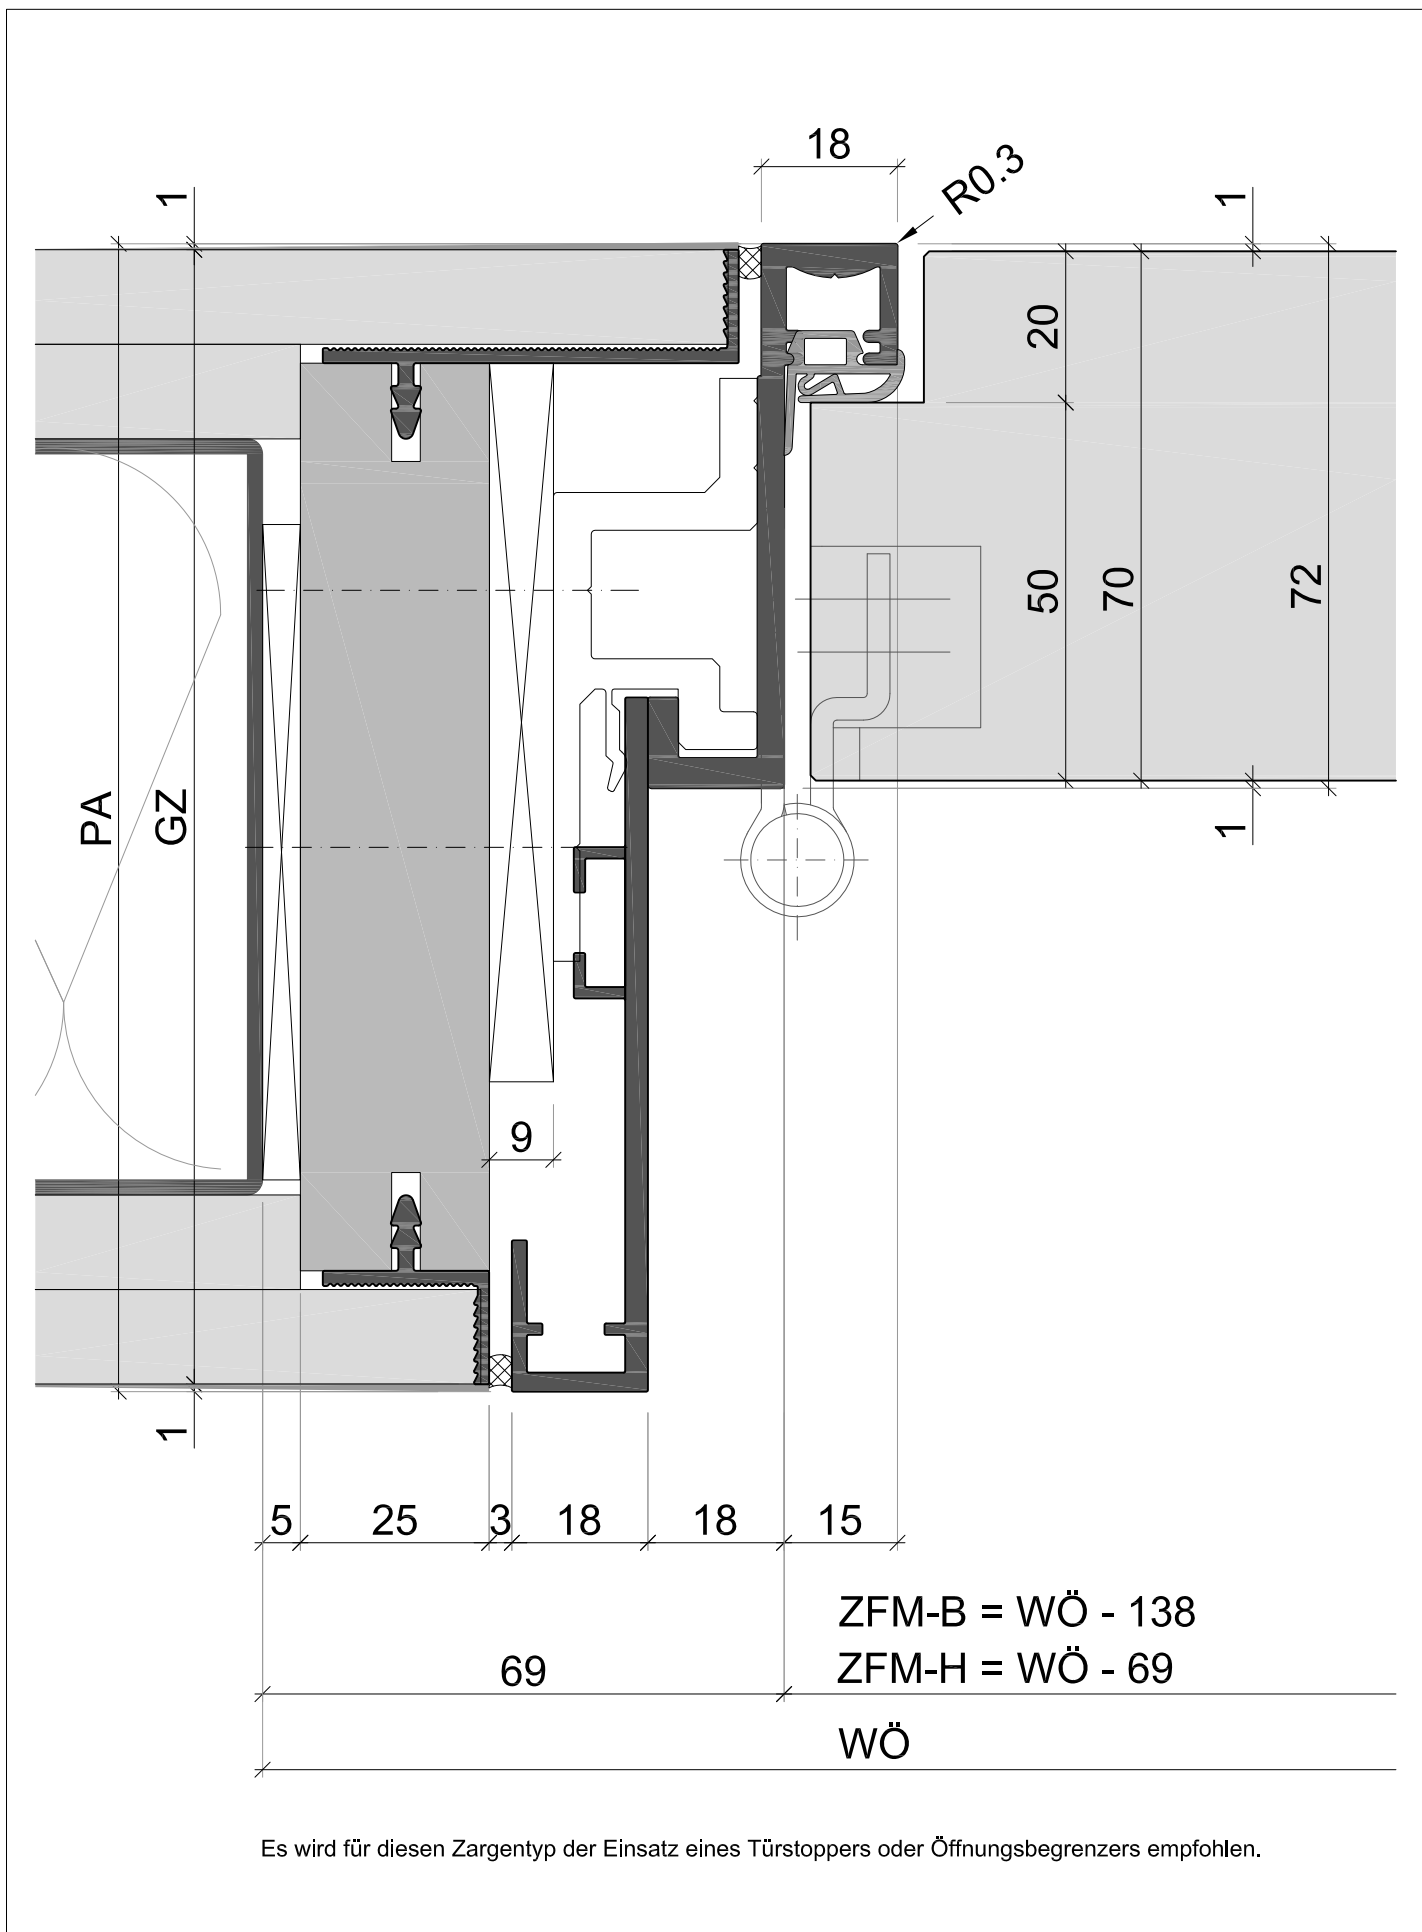 18
R0.3
1
1
20
50
70
72
PA
GZ
1
9
1
5
25
3
18
18
15
ZFM-B = WÖ - 138
ZFM-H = WÖ - 69
69
WÖ
Es wird für diesen Zargentyp der Einsatz eines Türstoppers oder Öffnungsbegrenzers empfohlen.